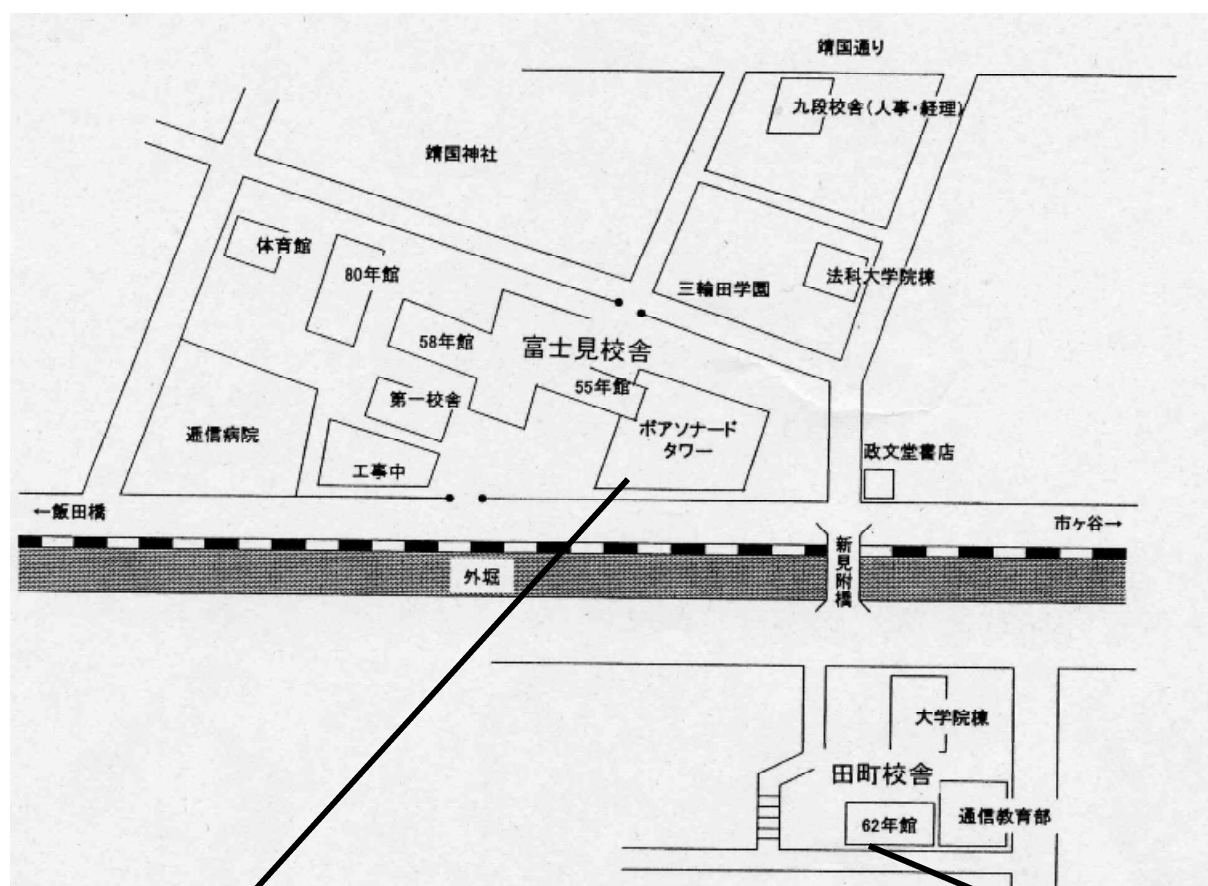 靖国通り
九段校舎(人事・経理)
靖国神社
体育館
80年館
三輪田学園
法科大学院棟
58年館
富士見校舎
55年館
第一校舎
ボアソナード
タワー
逓信病院
工事中
政文堂書店
←飯田橋
市ヶ谷→
新見附橋
外堀
大学院棟
田町校舎
62年館
通信教育部